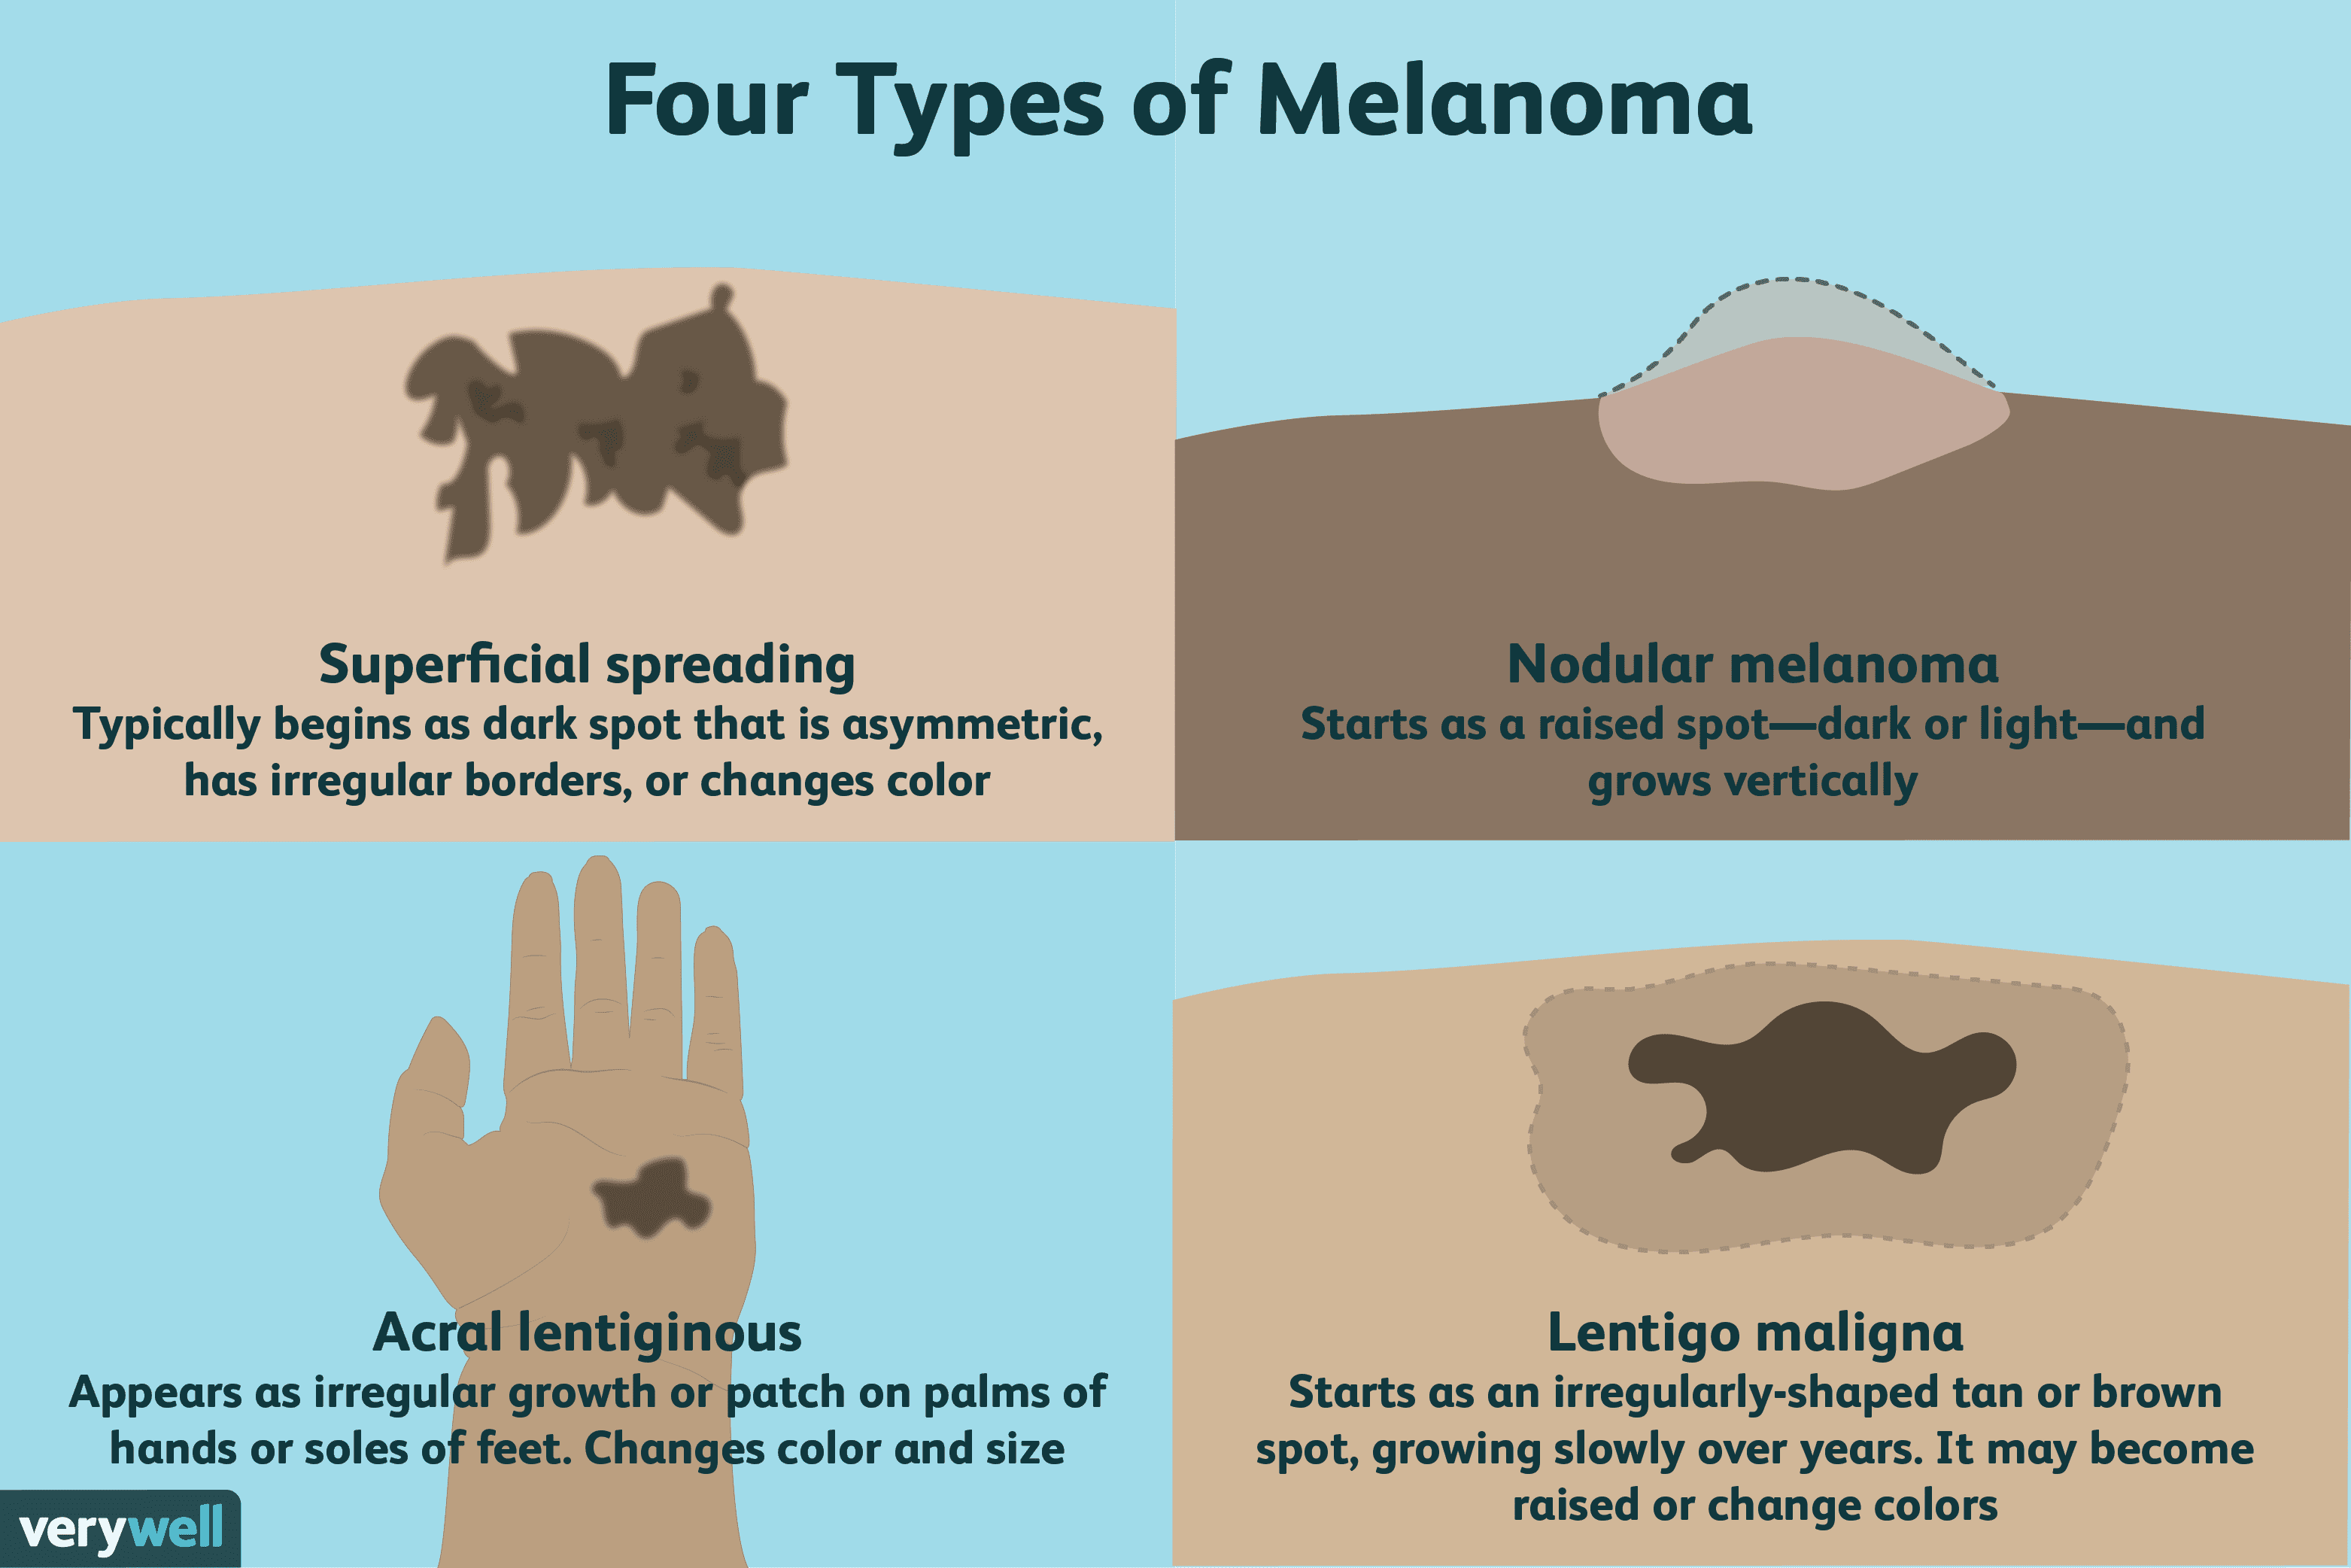 Four Types of Melanoma
Superficial spreading
Typically begins as dark spot that is asymmetric,
has irregular borders, or changes color
Nodular melanoma
Starts as a raised spot—dark or light—and
grows vertically
Acral lentiginous
Appears as irregular growth or patch on palms of
hands or soles of feet. Changes color and size
Lentigo maligna
Starts as an irregularly-shaped tan or brown
spot, growing slowly over years. It may become
raised or change colors
verywell